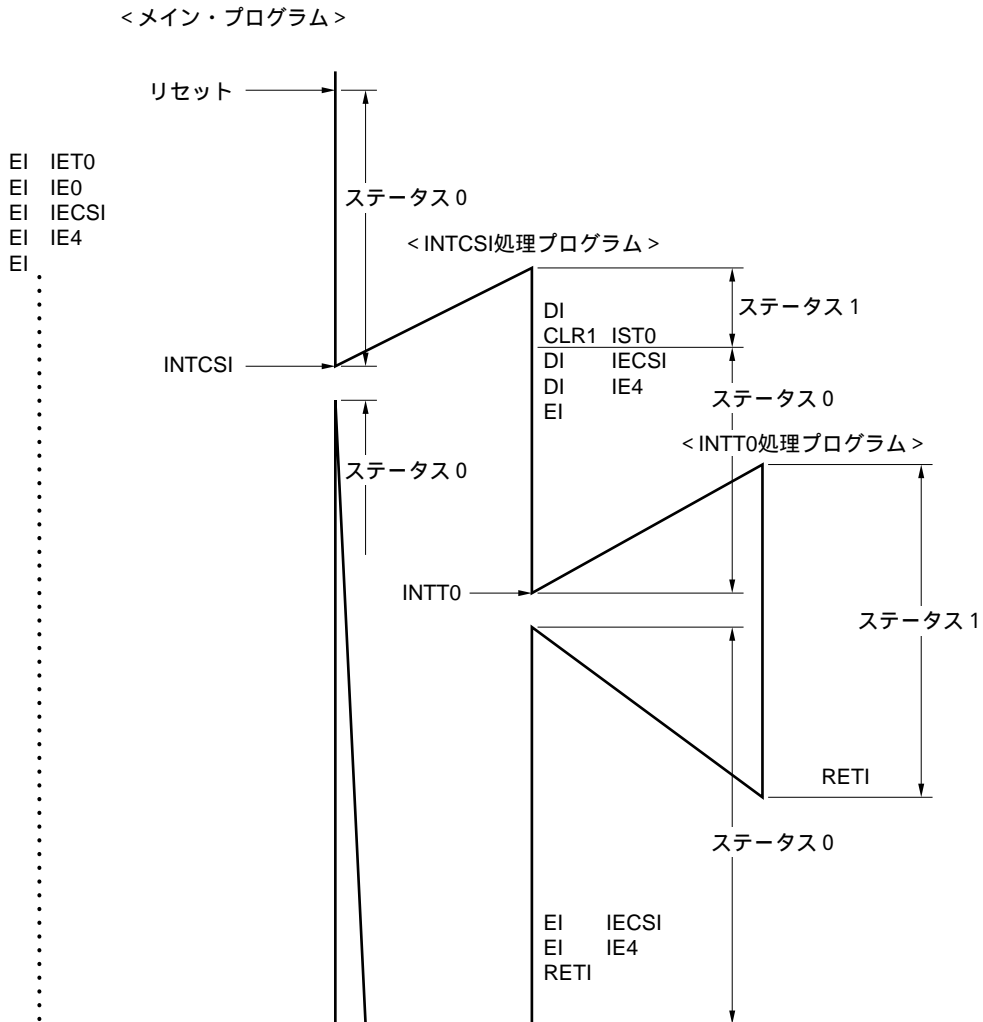 <メイン・プログラム>
リセット
EI IET0
EI IE0
EI IECSI
EI IE4
EI
ステータス0
<INTCSI処理プログラム>
ステータス1
DI
CLR1 IST0
DI IECSI
DI IE4
EI
INTCSI
ステータス0
<INTT0処理プログラム>
ステータス0
INTT0
ステータス1
RETI
ステータス0
EI IECSI
EI IE4
RETI